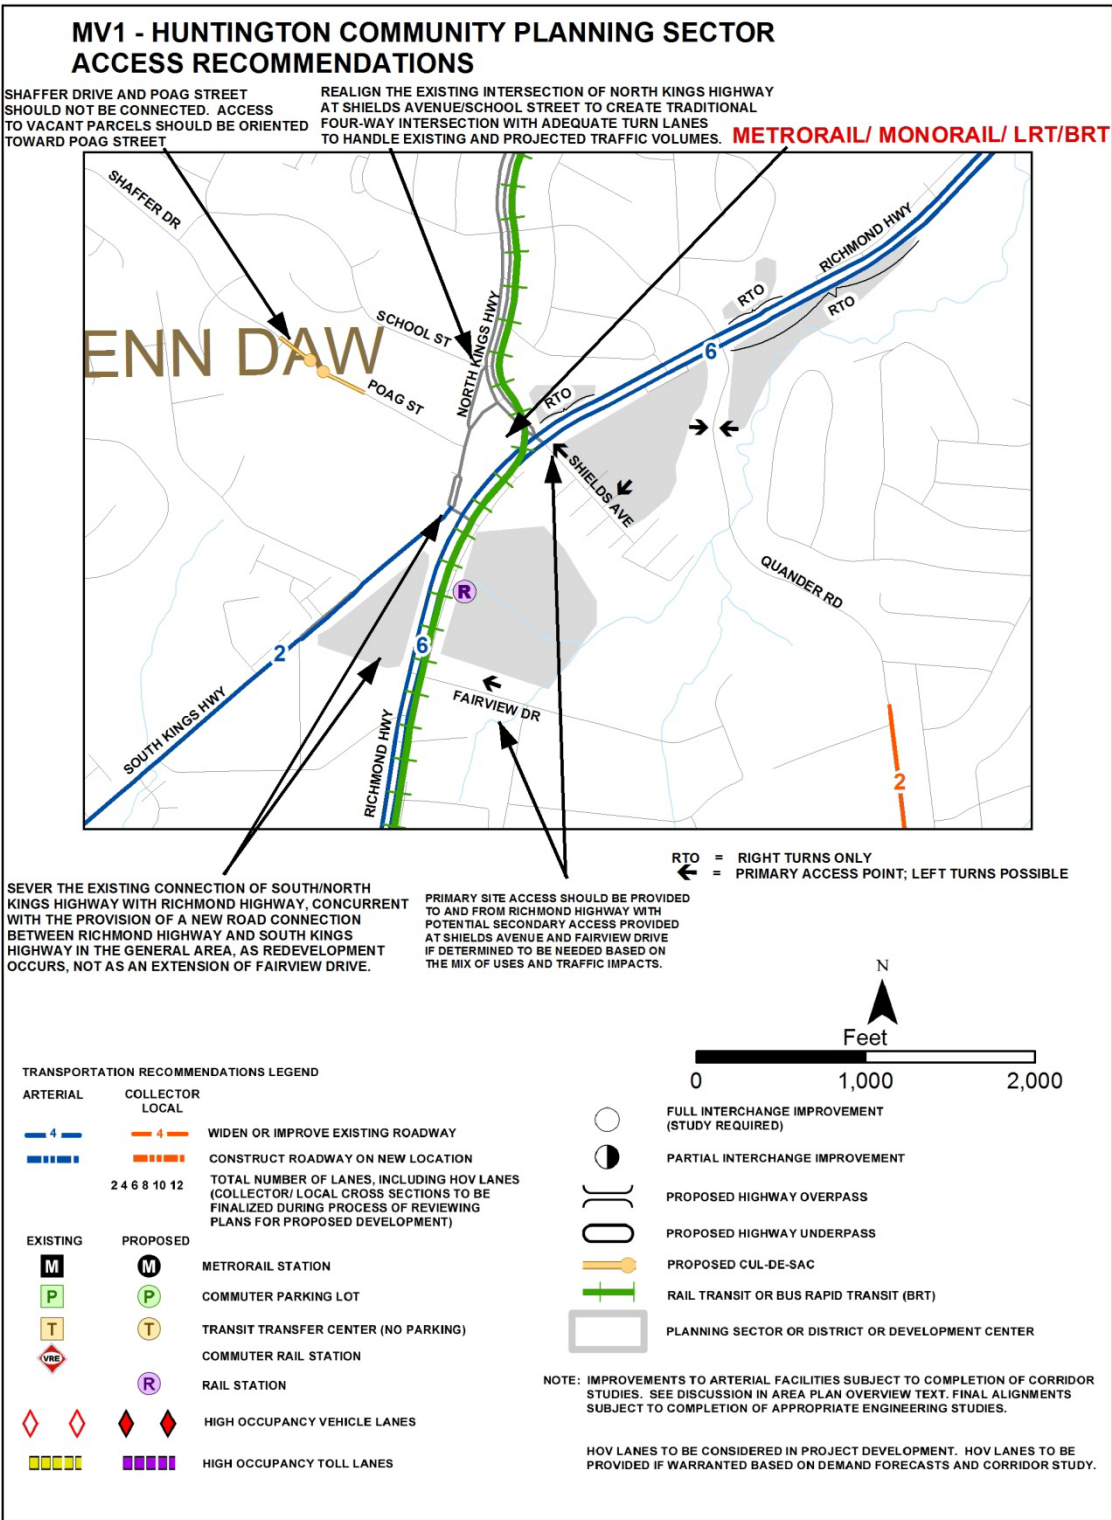 MV1 - HUNTINGTON COMMUNITY PLANNING SECTOR
ACCESS RECOMMENDATIONS
SHAFFER DRIVE AND POAG STREET
SHOULD NOT BE CONNECTED. ACCESS
TO VACANT PARCELS SHOULD BE ORIENTED
TOWARD POAG STREET
REALIGN THE EXISTING INTERSECTION OF NORTH KINGS HIGHWAY
AT SHIELDS AVENUE/SCHOOL STREET TO CREATE TRADITIONAL
FOUR-WAY INTERSECTION WITH ADEQUATE TURN LANES
TO HANDLE EXISTING AND PROJECTED TRAFFIC VOLUMES.
METRORAIL/ MONORAIL/ LRT/BRT
SHAFFER DR
RICHMOND HWY
RTO
RTO
SCHOOL ST
NORTH KINGS HWY
6
ENN DAW
POAG ST
RTO
SHIELDS AVE
QUANDER RD
R
2
6
SOUTH KINGS HWY
FAIRVIEW DR
RICHMOND HWY
2
RTO = RIGHT TURNS ONLY
= PRIMARY ACCESS POINT; LEFT TURNS POSSIBLE
SEVER THE EXISTING CONNECTION OF SOUTH/NORTH
KINGS HIGHWAY WITH RICHMOND HIGHWAY, CONCURRENT
WITH THE PROVISION OF A NEW ROAD CONNECTION
BETWEEN RICHMOND HIGHWAY AND SOUTH KINGS
HIGHWAY IN THE GENERAL AREA, AS REDEVELOPMENT
OCCURS, NOT AS AN EXTENSION OF FAIRVIEW DRIVE.
PRIMARY SITE ACCESS SHOULD BE PROVIDED
TO AND FROM RICHMOND HIGHWAY WITH
POTENTIAL SECONDARY ACCESS PROVIDED
AT SHIELDS AVENUE AND FAIRVIEW DRIVE
IF DETERMINED TO BE NEEDED BASED ON
THE MIX OF USES AND TRAFFIC IMPACTS.
N
Feet
0 1,000 2,000
TRANSPORTATION RECOMMENDATIONS LEGEND
ARTERIAL
COLLECTOR
LOCAL
4 4 WIDEN OR IMPROVE EXISTING ROADWAY
CONSTRUCT ROADWAY ON NEW LOCATION
2 4 6 8 10 12
TOTAL NUMBER OF LANES, INCLUDING HOV LANES
(COLLECTOR/ LOCAL CROSS SECTIONS TO BE
FINALIZED DURING PROCESS OF REVIEWING
PLANS FOR PROPOSED DEVELOPMENT)
EXISTING PROPOSED
M M METRORAIL STATION
P P COMMUTER PARKING LOT
T T TRANSIT TRANSFER CENTER (NO PARKING)
VRE COMMUTER RAIL STATION
R RAIL STATION
HIGH OCCUPANCY VEHICLE LANES
HIGH OCCUPANCY TOLL LANES
FULL INTERCHANGE IMPROVEMENT
(STUDY REQUIRED)
PARTIAL INTERCHANGE IMPROVEMENT
PROPOSED HIGHWAY OVERPASS
PROPOSED HIGHWAY UNDERPASS
PROPOSED CUL-DE-SAC
RAIL TRANSIT OR BUS RAPID TRANSIT (BRT)
PLANNING SECTOR OR DISTRICT OR DEVELOPMENT CENTER
NOTE: IMPROVEMENTS TO ARTERIAL FACILITIES SUBJECT TO COMPLETION OF CORRIDOR
STUDIES. SEE DISCUSSION IN AREA PLAN OVERVIEW TEXT. FINAL ALIGNMENTS
SUBJECT TO COMPLETION OF APPROPRIATE ENGINEERING STUDIES.
HOV LANES TO BE CONSIDERED IN PROJECT DEVELOPMENT. HOV LANES TO BE
PROVIDED IF WARRANTED BASED ON DEMAND FORECASTS AND CORRIDOR STUDY.